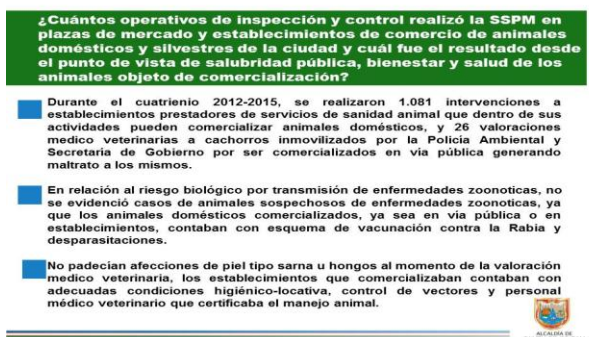 ¿Cuántos operativos de inspección y control realizó la SSPM en
plazas de mercado y establecimientos de comercio de animales
domésticos y silvestres de la ciudad y cuál fue el resultado desde
el punto de vista de salubridad pública, bienestar y salud de los
animales objeto de comercialización?
Durante el cuatrienio 2012-2015, se realizaron 1.081 intervenciones a
establecimientos prestadores de servicios de sanidad animal que dentro de sus
actividades pueden comercializar animales domésticos, y 26 valoraciones
medico veterinarias a cachorros inmovilizados por la Policía Ambiental y
Secretaria de Gobierno por ser comercializados en via pública generando
maltrato a los mismos.
En relación al riesgo biológico por transmisión de enfermedades zoonoticas, no
se evidenció casos de animales sospechosos de enfermedades zoonoticas, ya
que los animales domésticos comercializados, ya sea en via pública o en
establecimientos, contaban con esquema de vacunación contra la Rabia y
desparasitaciones.
No padecían afecciones de piel tipo sarna u hongos al momento de la valoración
medico veterinaria, los establecimientos que comercializaban contaban con
adecuadas condiciones higiénico-locativa, control de vectores y personal
médico veterinario que certificaba el manejo animal.
ALCALDÍA DE